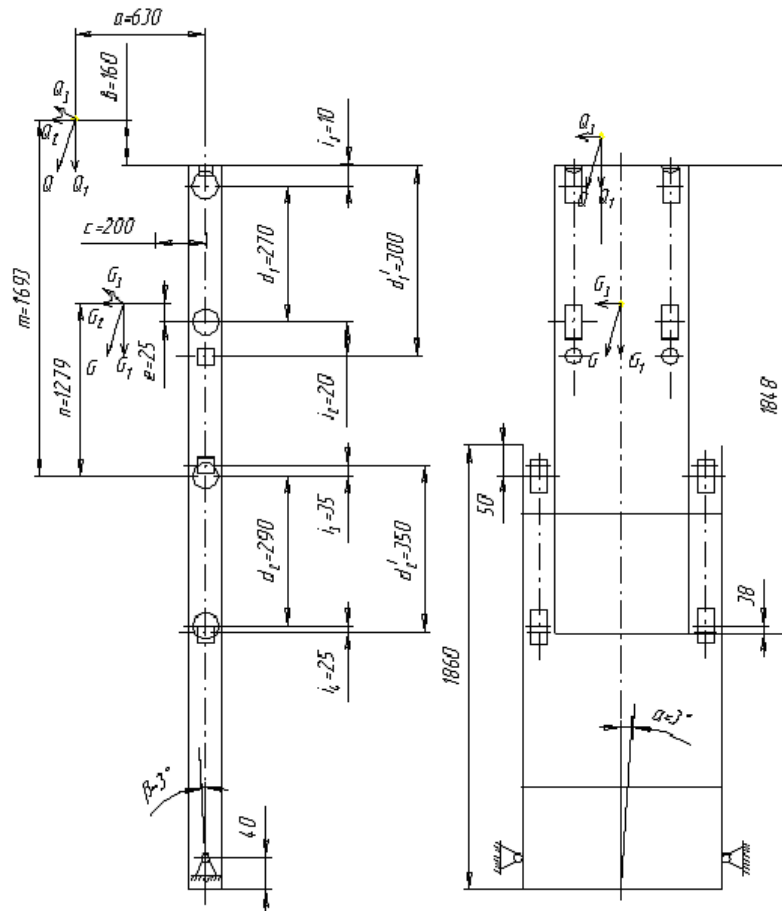 a=630
в=160
Q₃
Q₂
Q
Q₁
i₁=10
c=200
d₁=270
d₁'=300
m=1693
G₃
G₂
G
G₁
e=25
n=1279
i₂=20
i₃=35
d₂=290
d₂'=350
i₄=25
β=3°
40
Q₃
Q
Q₁
G₃
G
G₁
1848
50
38
1860
α=3°